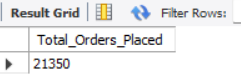 Result Grid Filter Rows:
Total_Orders_Placed
21350